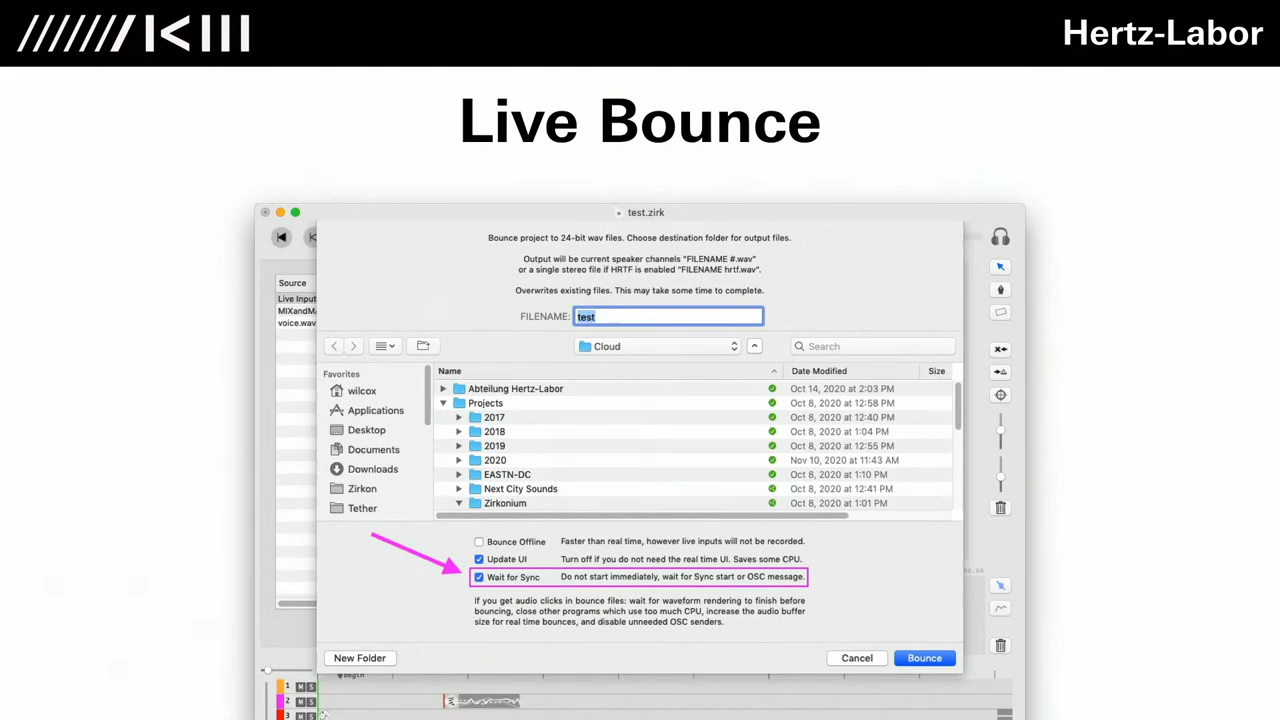 Hertz-Labor
Live Bounce
test.zirk
Bounce project to 24-bit wav files. Choose destination folder for output files.
Output will be current speaker channels "FILENAME #.wav"
or a single stereo file if HRTF is enabled "FILENAME hrtf.wav".
Overwrites existing files. This may take some time to complete.
FILENAME: test
Cloud
Search
Source
Live Input
MIXandMA
voice.wav
Favorites
wilcox
Applications
Desktop
Documents
Downloads
Zirkon
Tether
Name Date Modified Size
Abteilung Hertz-Labor Oct 14, 2020 at 2:03 PM
Projects Oct 8, 2020 at 12:58 PM
2017 Oct 8, 2020 at 12:40 PM
2018 Oct 8, 2020 at 1:04 PM
2019 Oct 8, 2020 at 12:55 PM
2020 Nov 10, 2020 at 11:43 AM
EASTN-DC Oct 8, 2020 at 1:10 PM
Next City Sounds Oct 8, 2020 at 12:41 PM
Zirkonium Oct 8, 2020 at 1:01 PM
Bounce Offline Faster than real time, however live inputs will not be recorded.
Update UI Turn off if you do not need the real time UI. Saves some CPU.
Wait for Sync Do not start immediately, wait for Sync start or OSC message.
If you get audio clicks in bounce files: wait for waveform rendering to finish before
bouncing, close other programs which use too much CPU, increase the audio buffer
size for real time bounces, and disable unneeded OSC senders.
New Folder Cancel Bounce
begin
1 M S
2 M S
3 M S